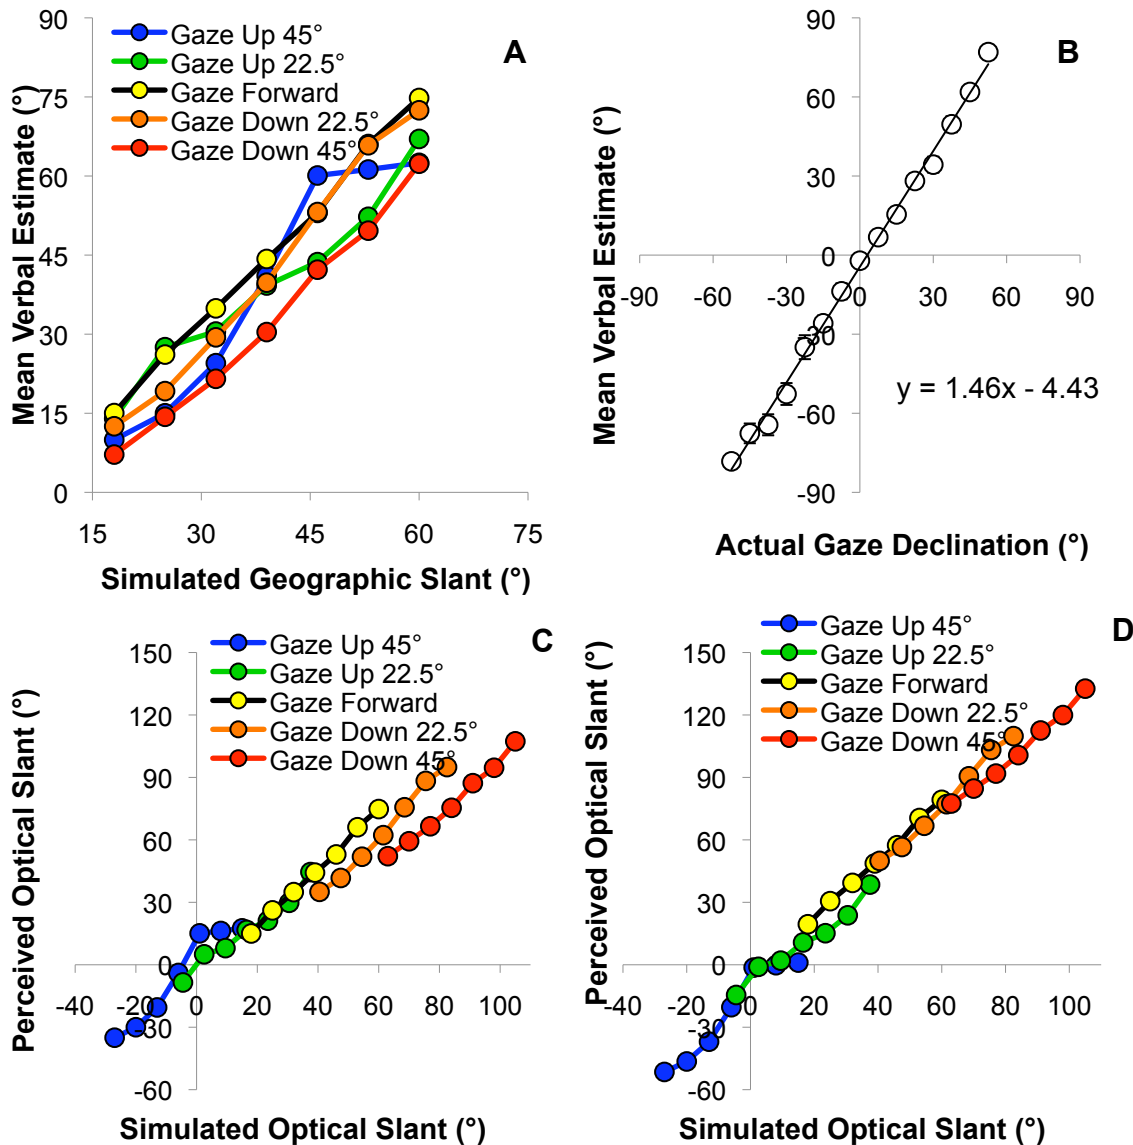 A
Gaze Up 45°
Gaze Up 22.5°
Gaze Forward
Gaze Down 22.5°
Gaze Down 45°
90
75
60
45
30
15
0
15 30 45 60 75
Mean Verbal Estimate (°)
Simulated Geographic Slant (°)
B
90
60
30
0
-30
-60
-90
-90 -60 -30 0 30 60 90
y = 1.46x - 4.43
Mean Verbal Estimate (°)
Actual Gaze Declination (°)
C
Gaze Up 45°
Gaze Up 22.5°
Gaze Forward
Gaze Down 22.5°
Gaze Down 45°
150
120
90
60
30
0
-30
-60
-40 -20 0 20 40 60 80 100
Perceived Optical Slant (°)
Simulated Optical Slant (°)
D
Gaze Up 45°
Gaze Up 22.5°
Gaze Forward
Gaze Down 22.5°
Gaze Down 45°
150
120
90
60
30
0
-30
-60
-40 -20 0 20 40 60 80 100
Perceived Optical Slant (°)
Simulated Optical Slant (°)